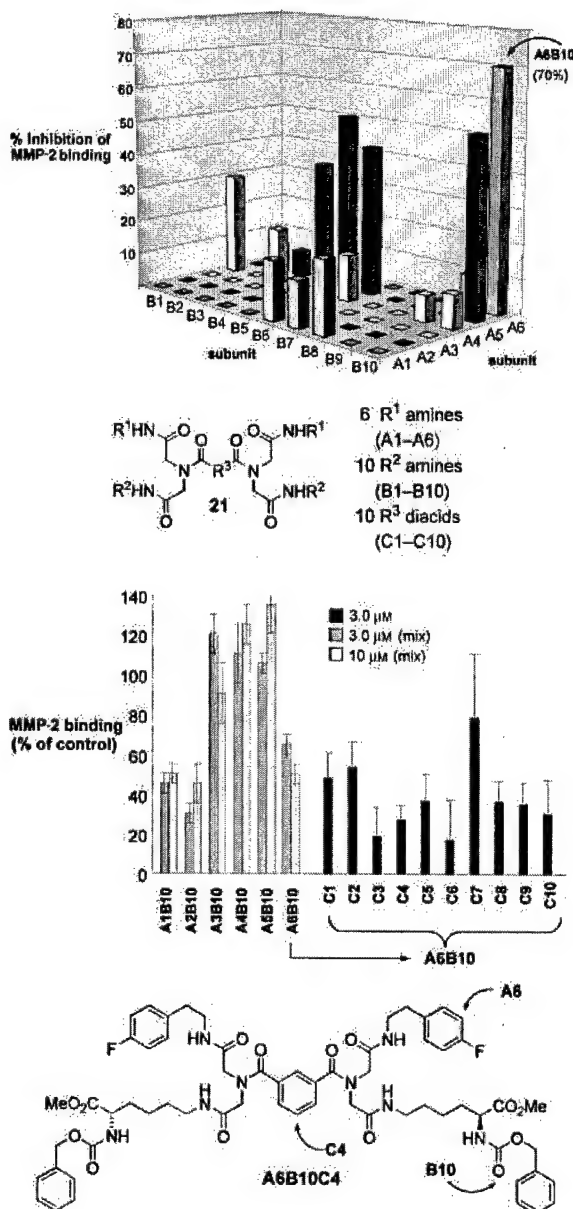 80
70
60
50
40
30
20
10
% Inhibition of
MMP-2 binding
A6B10
(70%)
B1 B2 B3 B4 B5 B6 B7 B8 B9 B10
subunit
A1 A2 A3 A4 A5 A6
subunit
R¹HN O O O NHR¹
N R³ N
R²HN O O NHR²
21
6 R¹ amines
(A1–A6)
10 R² amines
(B1–B10)
10 R³ diacids
(C1–C10)
140
120
100
80
60
40
20
0
MMP-2 binding
(% of control)
3.0 µM
3.0 µM (mix)
10 µM (mix)
A1B10 A2B10 A3B10 A4B10 A5B10 A6B10 C1 C2 C3 C4 C5 C6 C7 C8 C9 C10
A6B10
A6
F HN O O O NH F
N N
MeO₂C N H O O H N CO₂Me
NH O O C4 B10 NH O O
A6B10C4